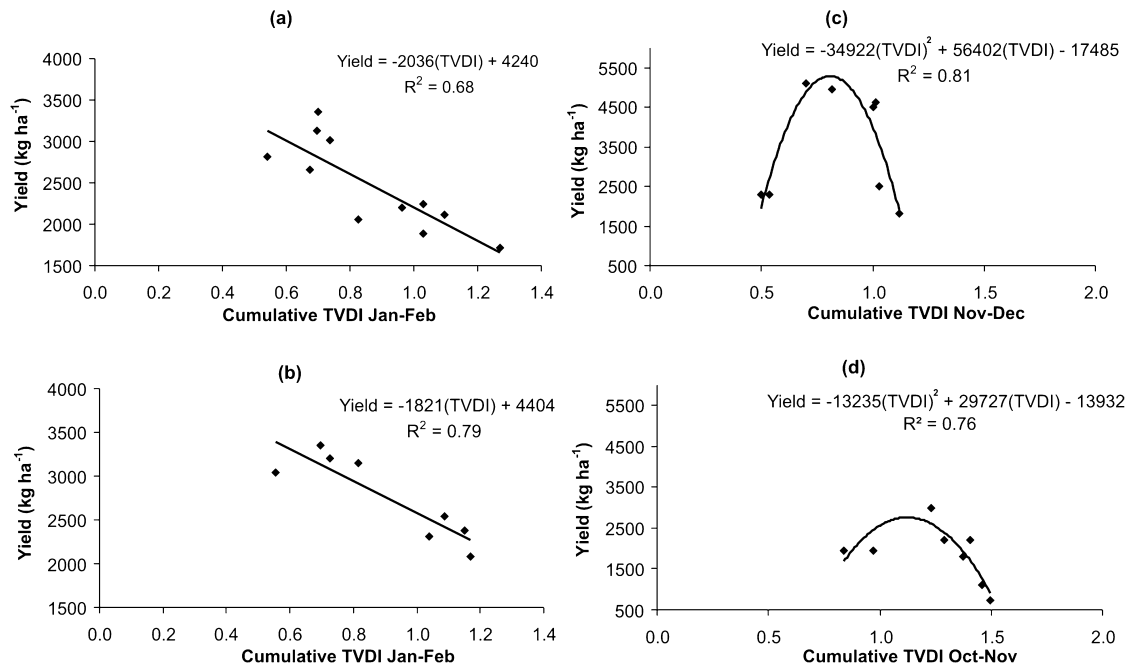 (a)
Yield = -2036(TVDI) + 4240
R² = 0.68
Yield (kg ha⁻¹)
4000
3500
3000
2500
2000
1500
0.0 0.2 0.4 0.6 0.8 1.0 1.2 1.4
Cumulative TVDI Jan-Feb
(c)
Yield = -34922(TVDI)² + 56402(TVDI) - 17485
R² = 0.81
Yield (kg ha⁻¹)
5500
4500
3500
2500
1500
500
0.0 0.5 1.0 1.5 2.0
Cumulative TVDI Nov-Dec
(b)
Yield = -1821(TVDI) + 4404
R² = 0.79
Yield (kg ha⁻¹)
4000
3500
3000
2500
2000
1500
0.0 0.2 0.4 0.6 0.8 1.0 1.2 1.4
Cumulative TVDI Jan-Feb
(d)
Yield = -13235(TVDI)² + 29727(TVDI) - 13932
R² = 0.76
Yield (kg ha⁻¹)
5500
4500
3500
2500
1500
500
0.0 0.5 1.0 1.5 2.0
Cumulative TVDI Oct-Nov